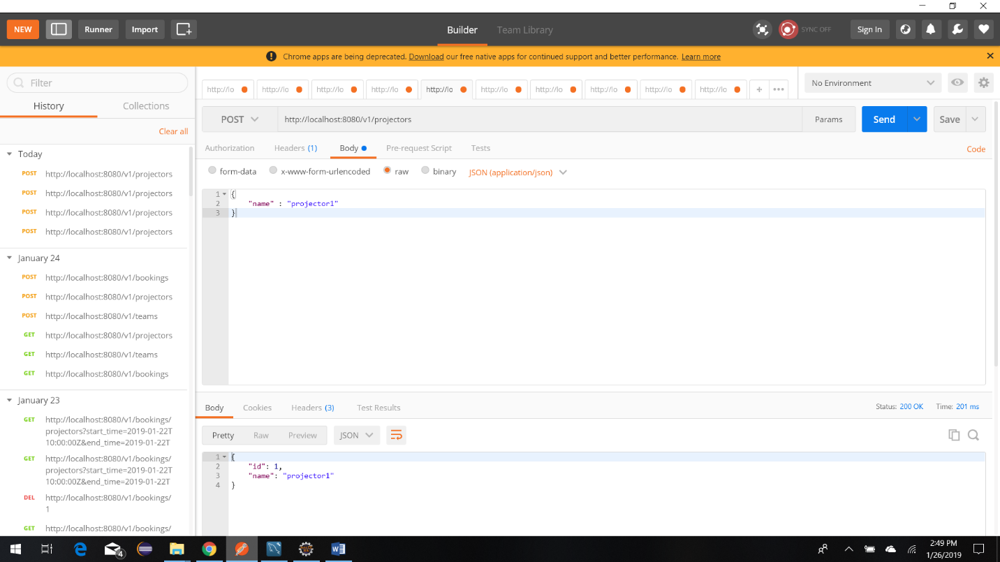 NEW Runner Import Builder Team Library SYNC OFF Sign In
! Chrome apps are being deprecated. Download our free native apps for continued support and better performance. Learn more
Filter
History Collections
Clear all
Today
POST http://localhost:8080/v1/projectors
POST http://localhost:8080/v1/projectors
POST http://localhost:8080/v1/projectors
POST http://localhost:8080/v1/projectors
January 24
POST http://localhost:8080/v1/bookings
POST http://localhost:8080/v1/projectors
POST http://localhost:8080/v1/teams
GET http://localhost:8080/v1/projectors
GET http://localhost:8080/v1/teams
GET http://localhost:8080/v1/bookings
January 23
GET http://localhost:8080/v1/bookings/
projectors?start_time=2019-01-22T
10:00:00Z&end_time=2019-01-22T
GET http://localhost:8080/v1/bookings/
projectors?start_time=2019-01-22T
10:00:00Z&end_time=2019-01-22T
DEL http://localhost:8080/v1/bookings/
1
GET http://localhost:8080/v1/bookings/
http://lo http://lo http://lo http://lo http://lo http://lo http://lo http://lo http://lo http://lo + •••
No Environment
POST http://localhost:8080/v1/projectors Params Send Save
Authorization Headers (1) Body Pre-request Script Tests Code
form-data x-www-form-urlencoded raw binary JSON (application/json)
1 {
2 "name" : "projector1"
3 }
Body Cookies Headers (3) Test Results Status: 200 OK Time: 201 ms
Pretty Raw Preview JSON
1 {
2 "id": 1,
3 "name": "projector1"
4 }
4
2:49 PM
1/26/2019